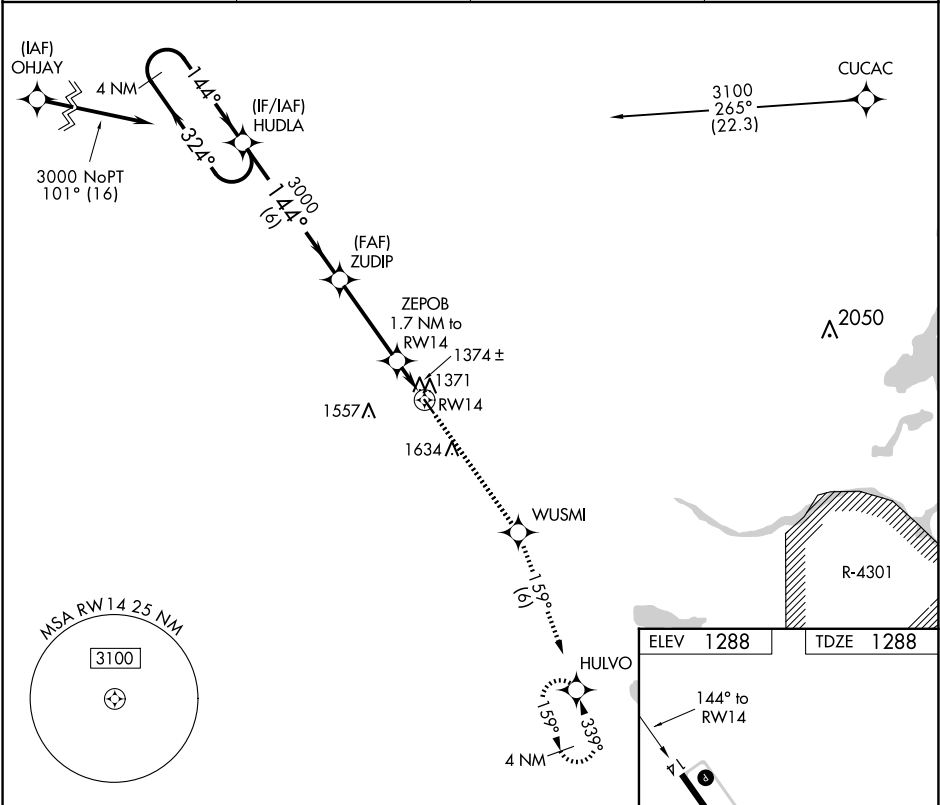 (IAF)
OHJAY
4 NM
144°
324°
(IF/IAF)
HUDLA
3000 NoPT
101° (16)
CUCAC
3100
265°
(22.3)
3000
144°
(6)
(FAF)
ZUDIP
ZEPOB
1.7 NM to
RW14
1374 ±
1371
RW14
1557
1634
2050
WUSMI
159°
(6)
R-4301
MSA RW14 25 NM
3100
HULVO
159°
339°
4 NM
ELEV 1288
TDZE 1288
144° to
RW14
14
P